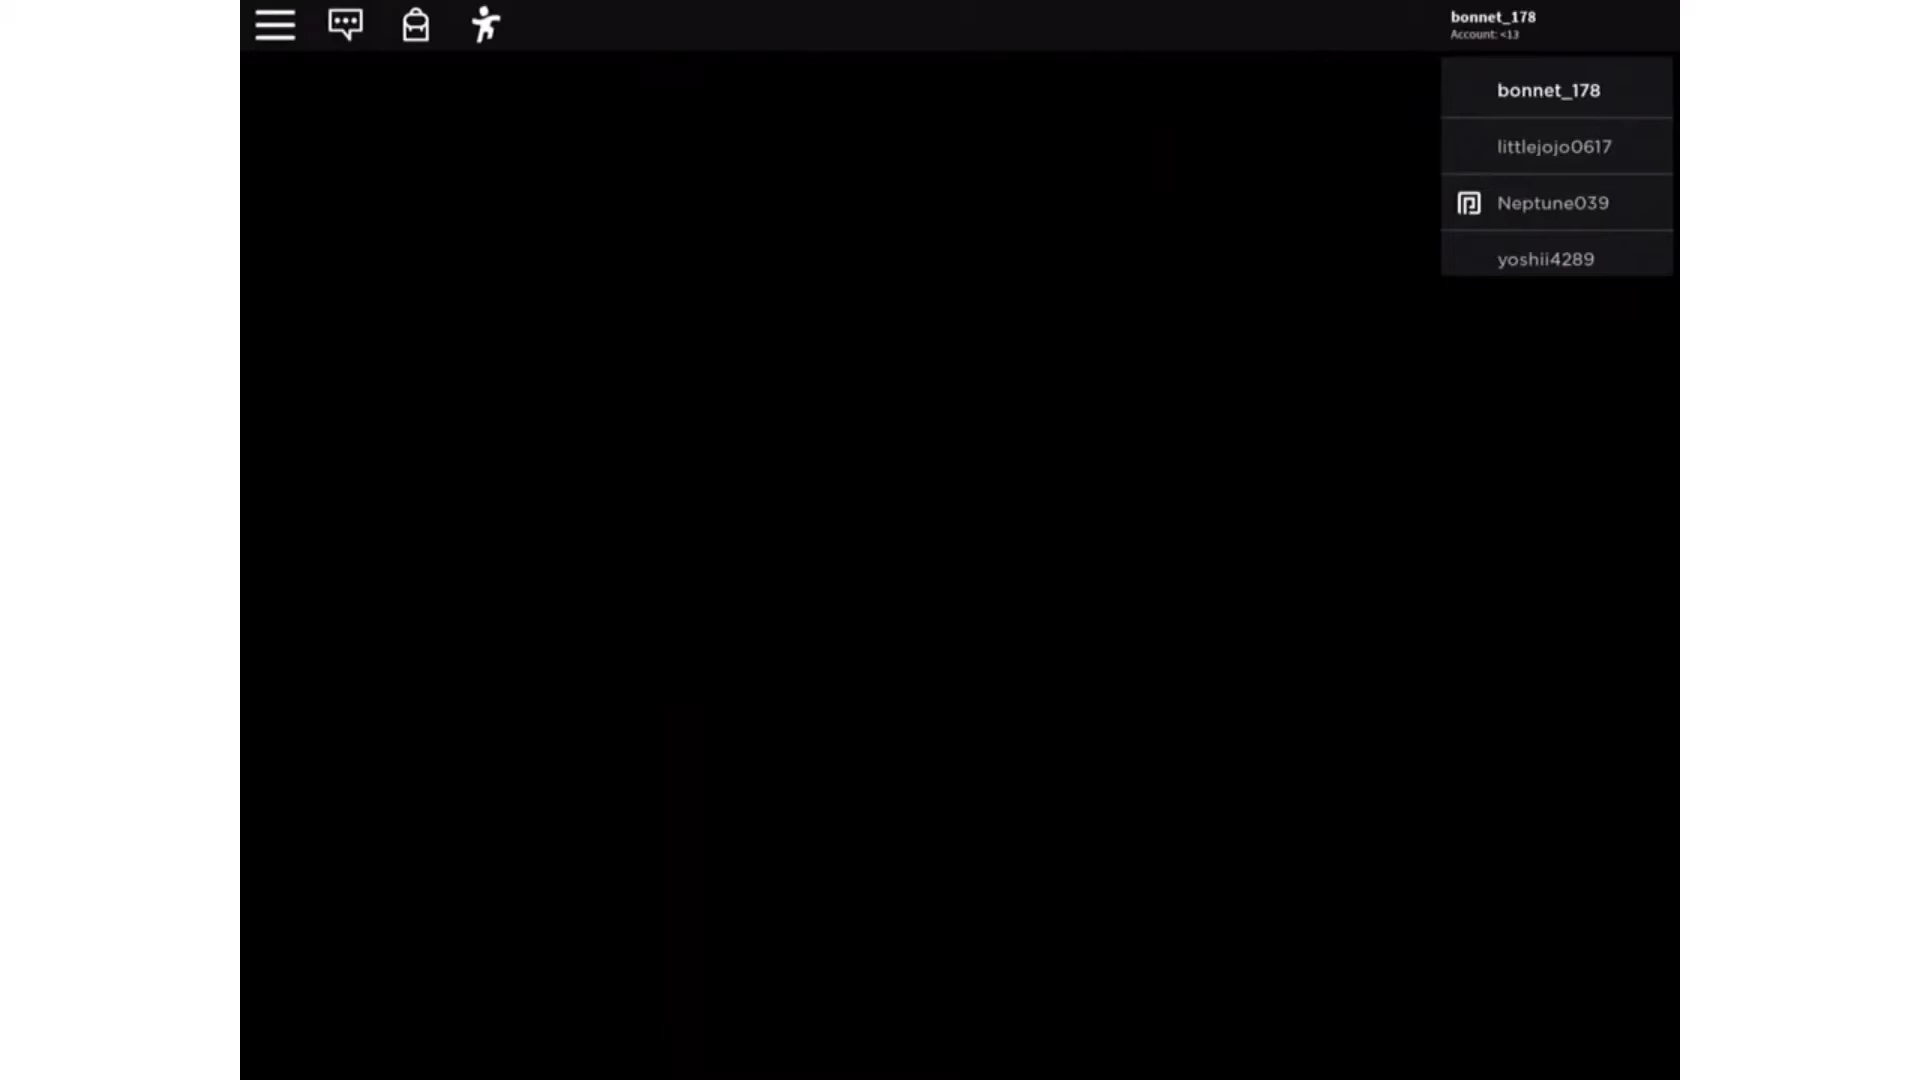 bonnet_178
Account: <13
bonnet_178
littlejojo0617
Neptune039
yoshii4289